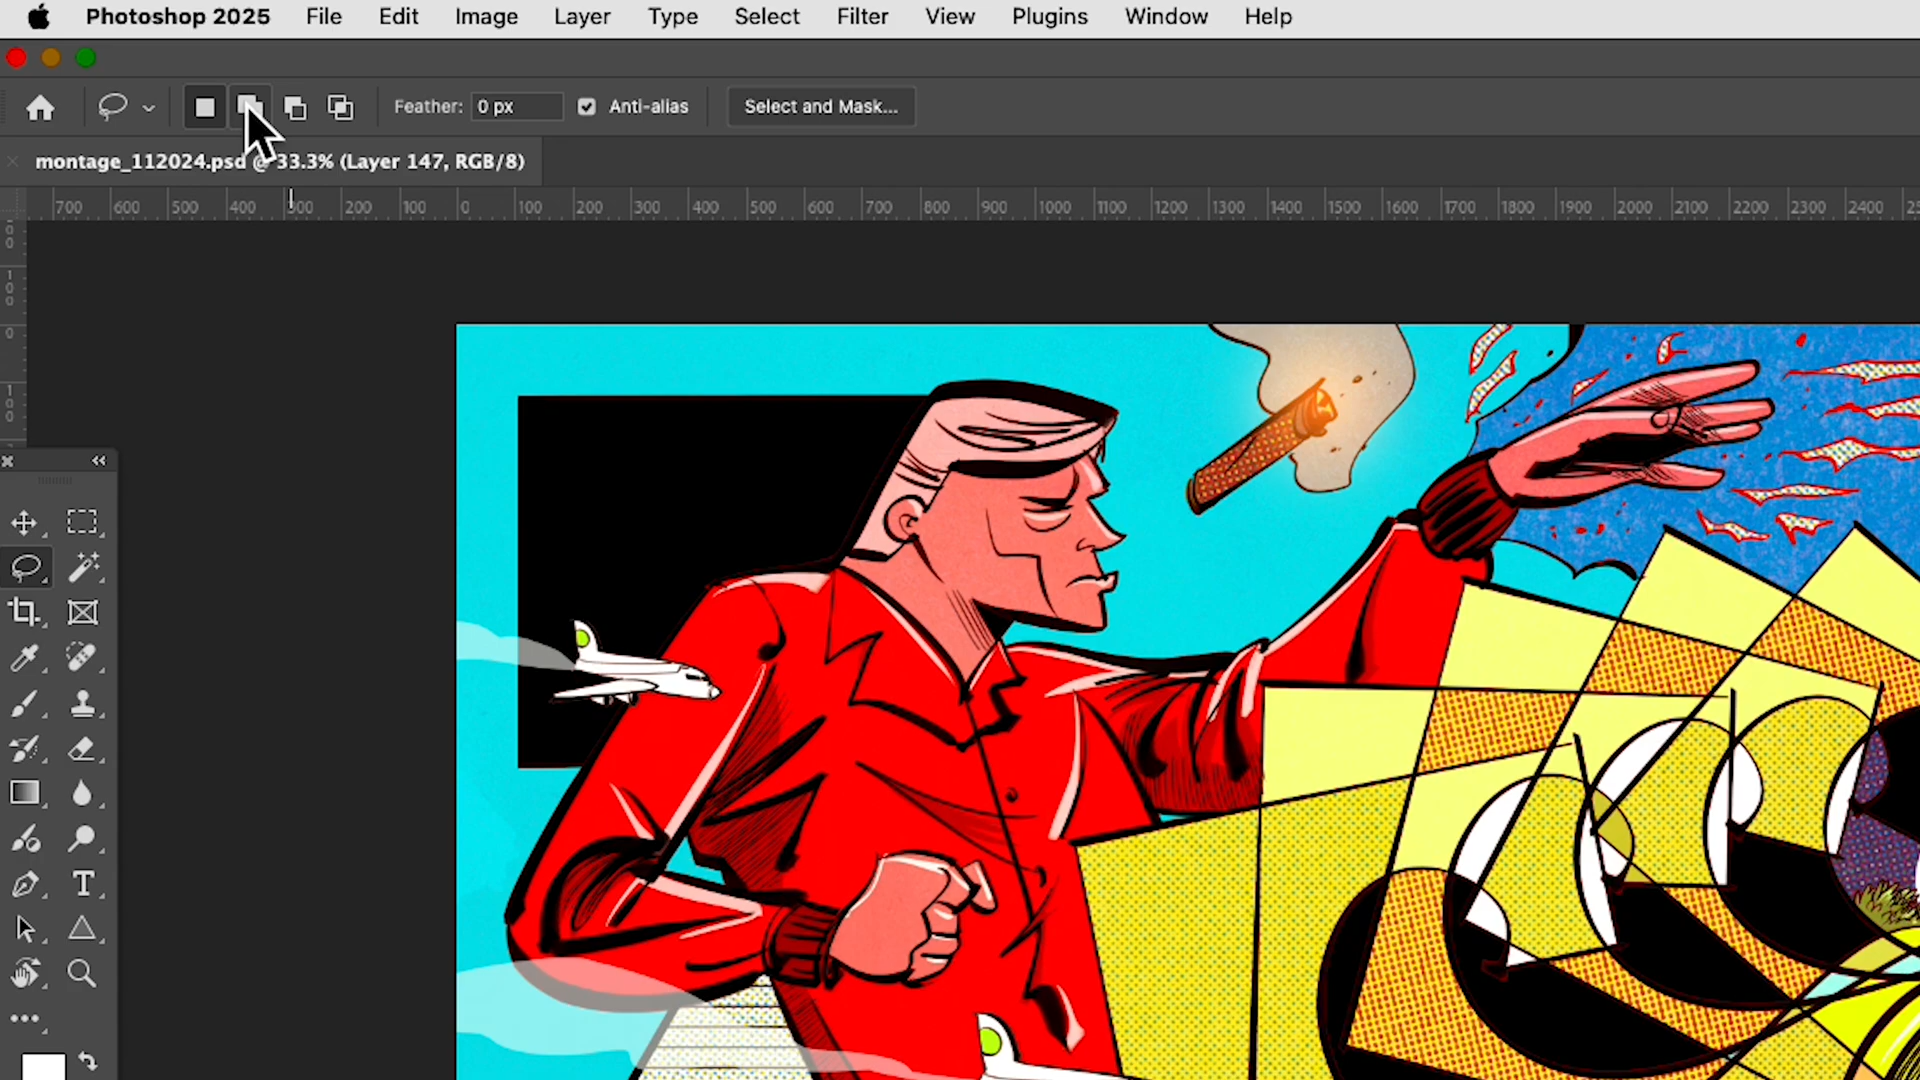 Photoshop 2025 File Edit Image Layer Type Select Filter View Plugins Window Help
Feather: 0 px Anti-alias Select and Mask...
montage_112024.psd @ 33.3% (Layer 147, RGB/8)
700 600 500 400 300 200 100 0 100 200 300 400 500 600 700 800 900 1000 1100 1200 1300 1400 1500 1600 1700 1800 1900 2000 2100 2200 2300 2400
0
100
T